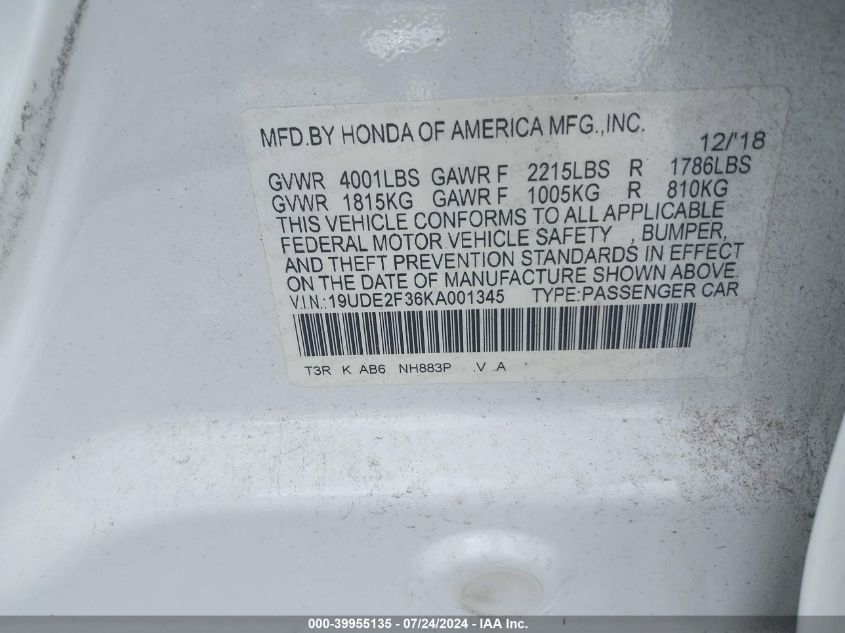 MFD.BY HONDA OF AMERICA MFG.,INC.
12/'18
GVWR 4001LBS GAWR F 2215LBS R 1786LBS
GVWR 1815KG GAWR F 1005KG R 810KG
THIS VEHICLE CONFORMS TO ALL APPLICABLE
FEDERAL MOTOR VEHICLE SAFETY , BUMPER,
AND THEFT PREVENTION STANDARDS IN EFFECT
ON THE DATE OF MANUFACTURE SHOWN ABOVE.
V.I.N.:19UDE2F36KA001345 TYPE:PASSENGER CAR
T3R K AB6 NH883P .V .A
000-39955135 - 07/24/2024 - IAA Inc.